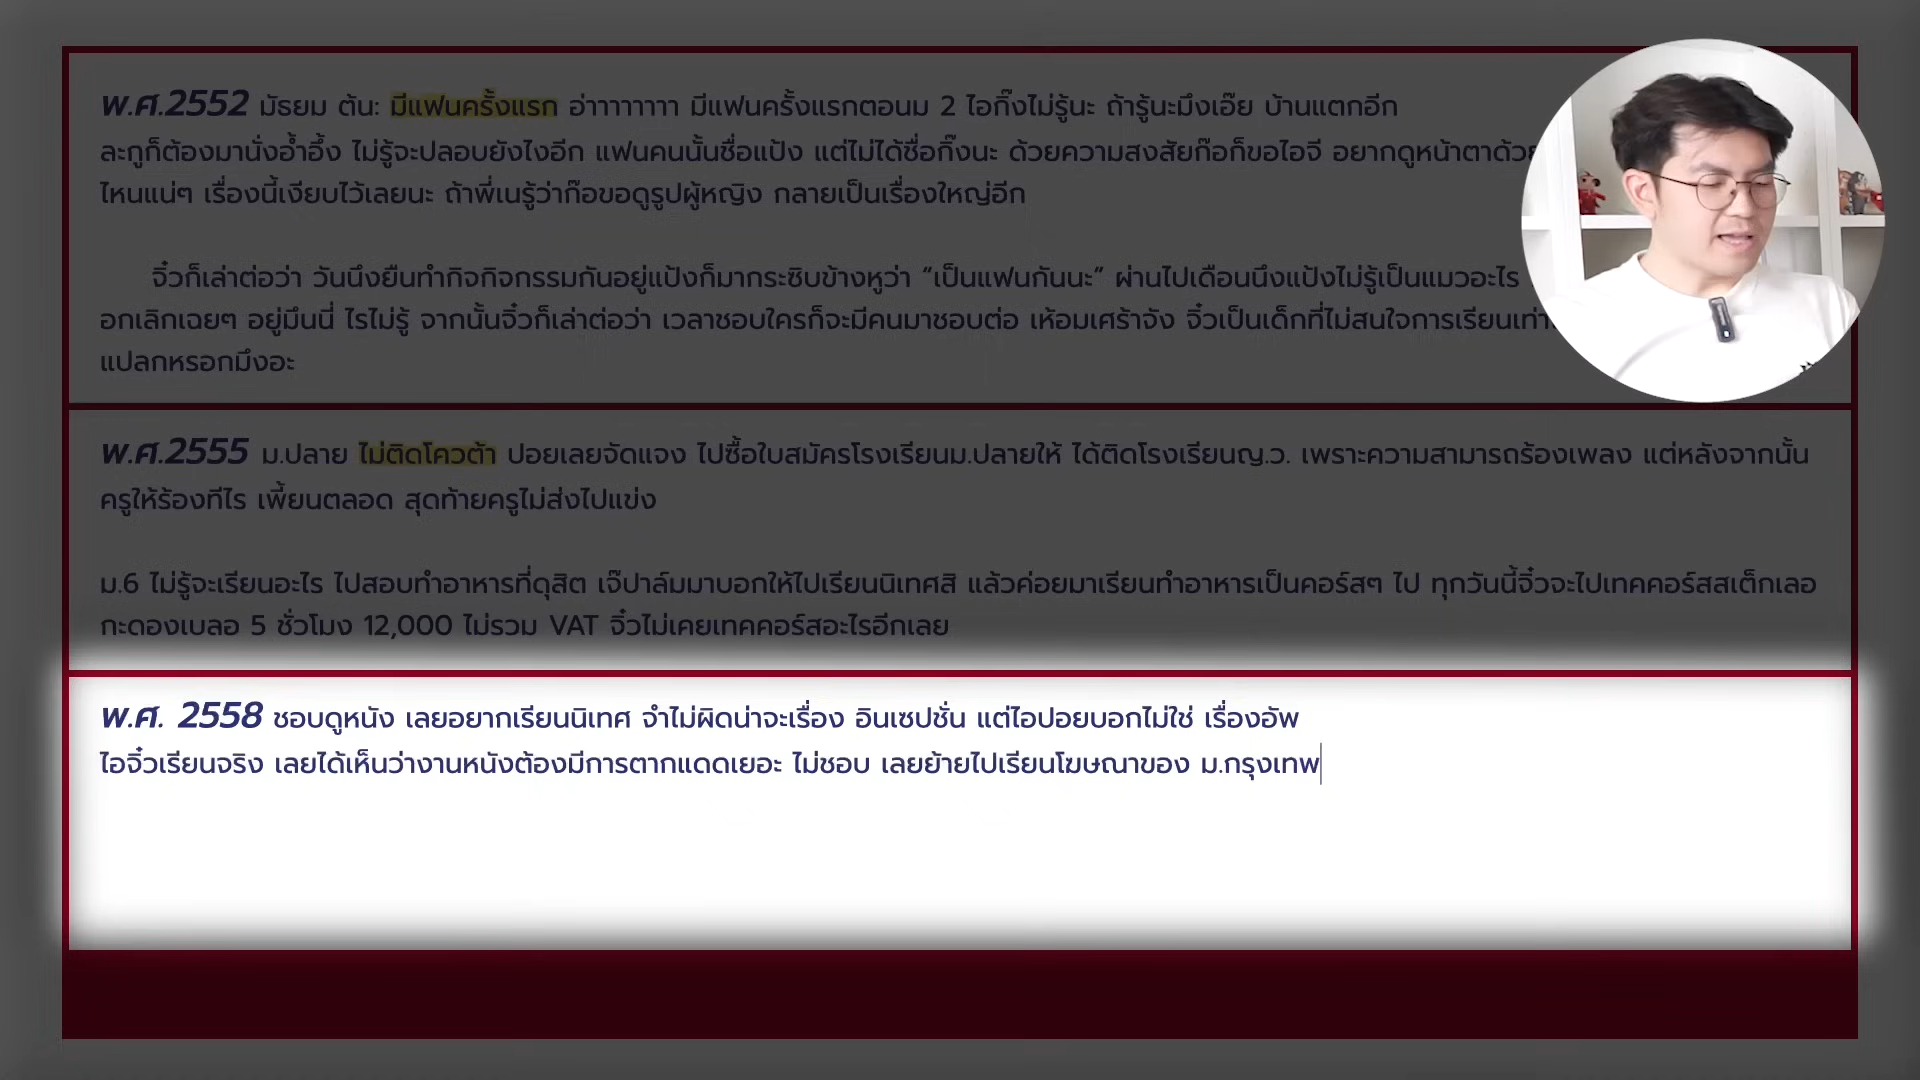 พ.ศ.2552 มัธยม ต้น: มีแฟนครั้งแรก อ่าาาาาาาา มีแฟนครั้งแรกตอนม 2 ไอกิ๊งไม่รู้นะ ถ้ารู้นะมึงเอ๊ย บ้านแตกอีก
ละกูก็ต้องมานั่งอ้ำอึ้ง ไม่รู้จะปลอบยังไงอีก แฟนคนนั้นชื่อแป้ง แต่ไม่ได้ชื่อกิ๊งนะ ด้วยความสงสัยก๊อก็ขอไอจี อยากดูหน้าตาด้วย
ไหนแน่ๆ เรื่องนี้เงียบไว้เลยนะ ถ้าพี่เนรู้ว่าก๊อขอดูรูปผู้หญิง กลายเป็นเรื่องใหญ่อีก
จิ๋วก็เล่าต่อว่า วันนึงยืนทำกิจกิจกรรมกันอยู่แป้งก็มากระซิบข้างหูว่า “เป็นแฟนกันนะ” ผ่านไปเดือนนึงแป้งไม่รู้เป็นแมวอะไร
อกเลิกเฉยๆ อยู่มึนนี่ ไรไม่รู้ จากนั้นจิ๋วก็เล่าต่อว่า เวลาชอบใครก็จะมีคนมาชอบต่อ เห้อมเศร้าจัง จิ๋วเป็นเด็กที่ไม่สนใจการเรียนเท่า
แปลกหรอกมึงอะ
พ.ศ.2555 ม.ปลาย ไม่ติดโควต้า ปอยเลยจัดแจง ไปซื้อใบสมัครโรงเรียนม.ปลายให้ ได้ติดโรงเรียนญ.ว. เพราะความสามารถร้องเพลง แต่หลังจากนั้น
ครูให้ร้องทีไร เพี้ยนตลอด สุดท้ายครูไม่ส่งไปแข่ง
ม.6 ไม่รู้จะเรียนอะไร ไปสอบทำอาหารที่ดุสิต เจ๊ปาล์มมาบอกให้ไปเรียนนิเทศสิ แล้วค่อยมาเรียนทำอาหารเป็นคอร์สๆ ไป ทุกวันนี้จิ๋วจะไปเทคคอร์สสเต็กเลอ
กะดองเบลอ 5 ชั่วโมง 12,000 ไม่รวม VAT จิ๋วไม่เคยเทคคอร์สอะไรอีกเลย
พ.ศ. 2558 ชอบดูหนัง เลยอยากเรียนนิเทศ จำไม่ผิดน่าจะเรื่อง อินเซปชั่น แต่ไอปอยบอกไม่ใช่ เรื่องอัพ
ไอจิ๋วเรียนจริง เลยได้เห็นว่างานหนังต้องมีการตากแดดเยอะ ไม่ชอบ เลยย้ายไปเรียนโฆษณาของ ม.กรุงเทพ